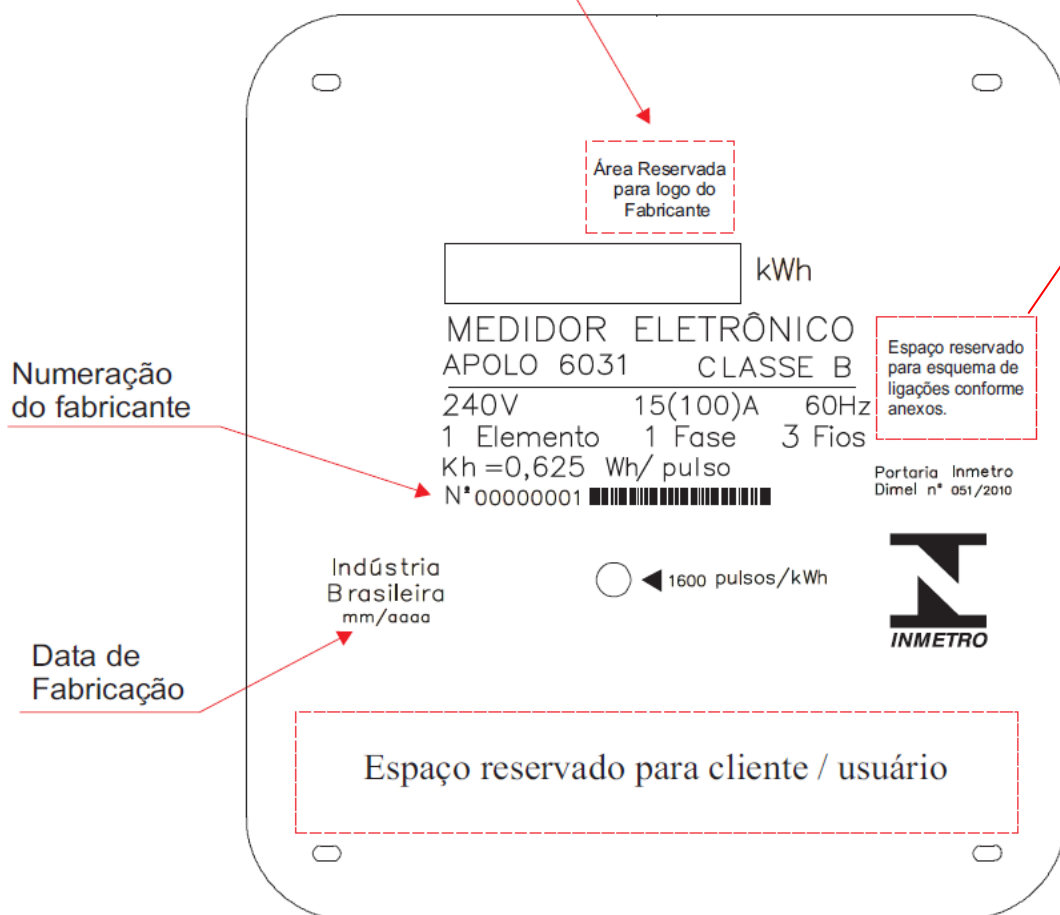 Área Reservada
para logo do
Fabricante
kWh
MEDIDOR ELETRÔNICO
APOLO 6031 CLASSE B
240V 15(100)A 60Hz
1 Elemento 1 Fase 3 Fios
Kh =0,625 Wh/pulso
Nº 00000001
Espaço reservado
para esquema de
ligações conforme
anexos.
Numeração
do fabricante
Portaria Inmetro
Dimel nº 051/2010
Indústria
Brasileira
mm/aaaa
1600 pulsos/kWh
INMETRO
Data de
Fabricação
Espaço reservado para cliente / usuário